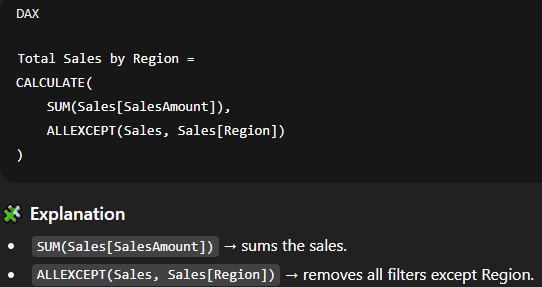 DAX
Total Sales by Region =
CALCULATE(
    SUM(Sales[SalesAmount]),
    ALLEXCEPT(Sales, Sales[Region])
)
🧩 Explanation
• SUM(Sales[SalesAmount]) → sums the sales.
• ALLEXCEPT(Sales, Sales[Region]) → removes all filters except Region.